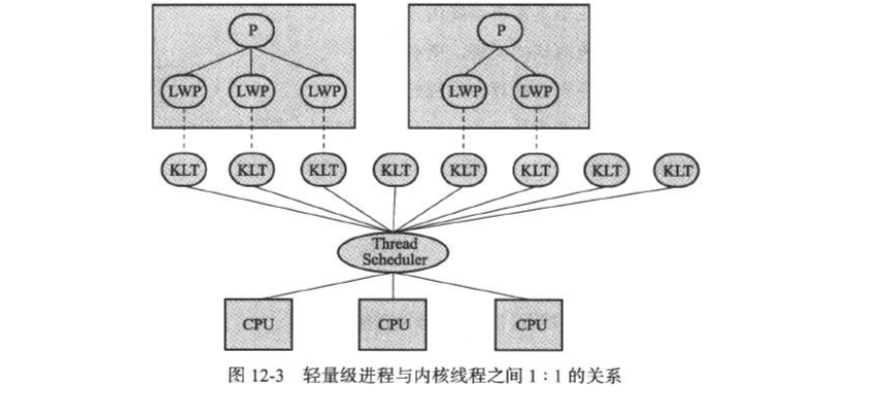 P P
LWP LWP LWP LWP LWP
KLT KLT KLT KLT KLT KLT KLT KLT
Thread
Scheduler
CPU CPU CPU
图 12-3 轻量级进程与内核线程之间 1：1 的关系